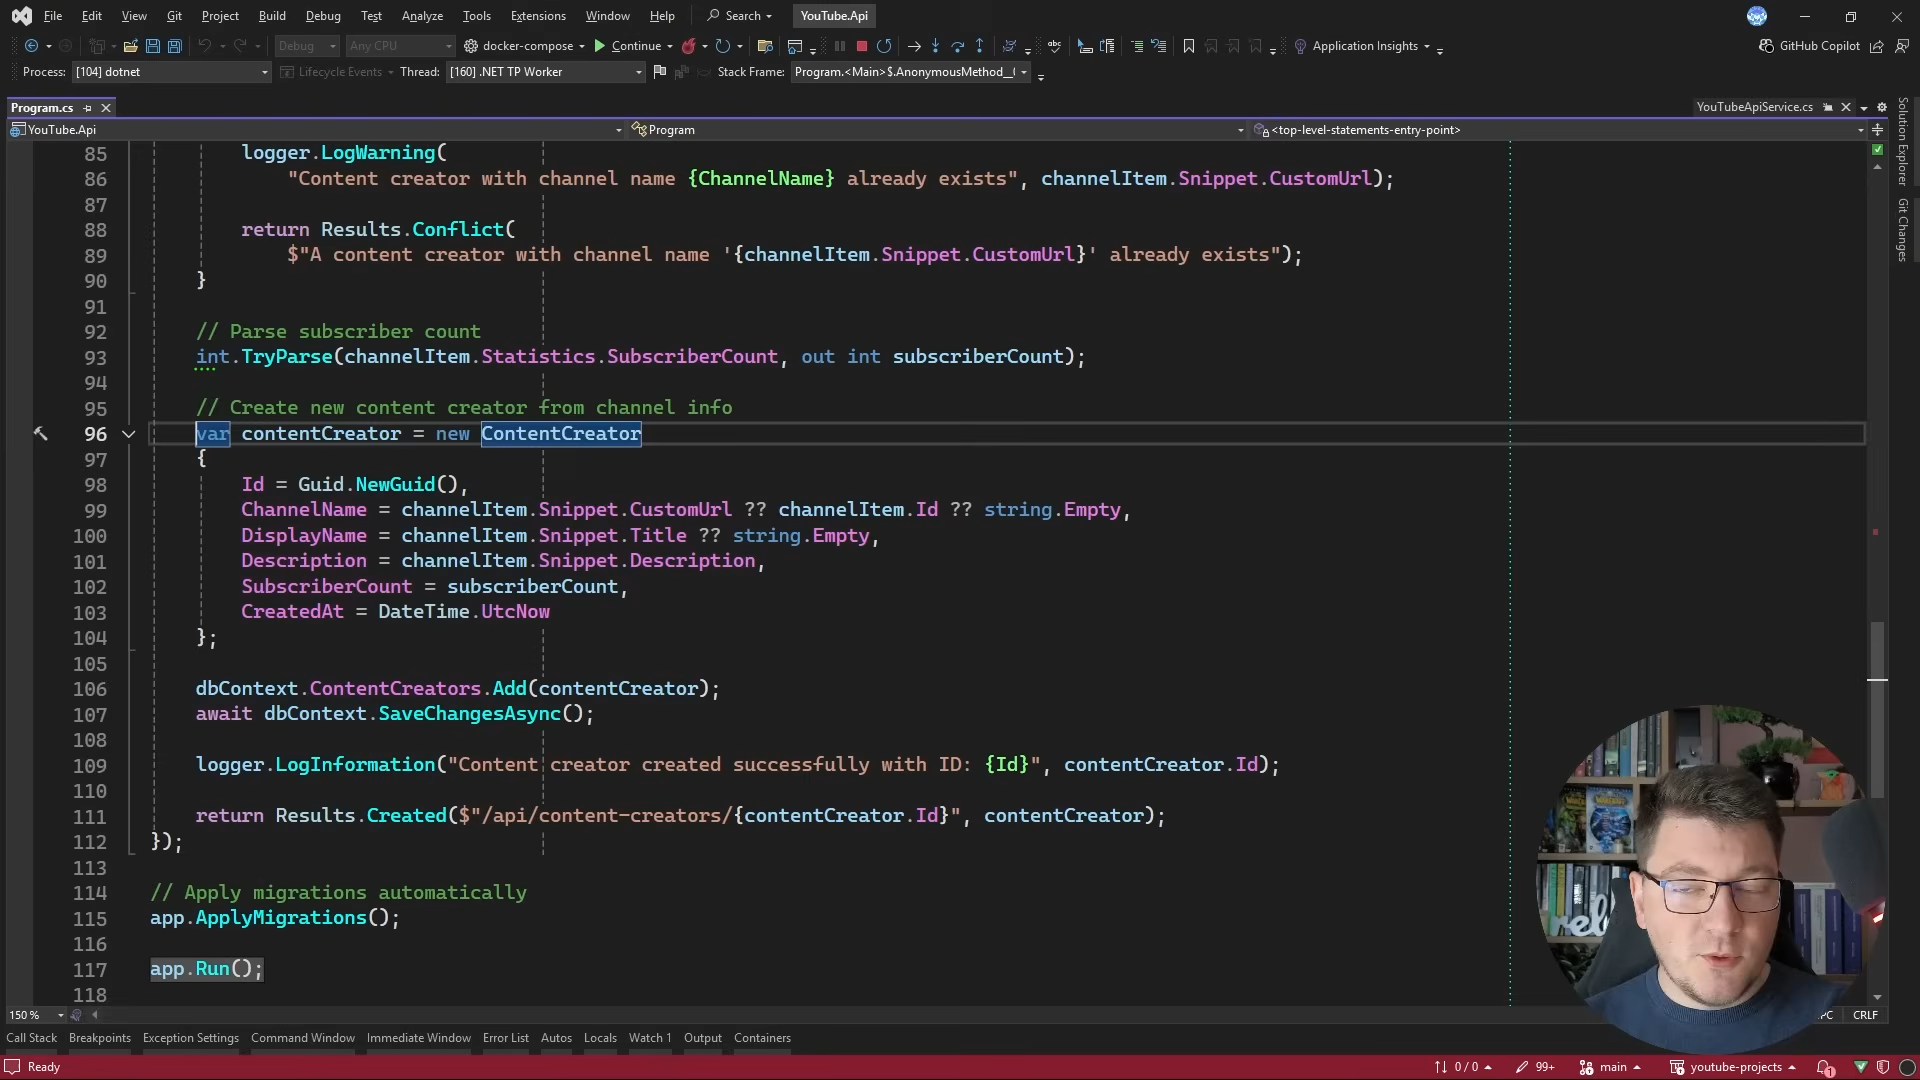 File Edit View Git Project Build Debug Test Analyze Tools Extensions Window Help Search YouTube.Api
Debug Any CPU docker-compose Continue Application Insights GitHub Copilot
Process: [104] dotnet Lifecycle Events Thread: [160] .NET TP Worker Stack Frame: Program.<Main>$.AnonymousMethod__(
Program.cs YouTubeApiService.cs
YouTube.Api Program <top-level-statements-entry-point>
Solution Explorer
Git Changes
85 logger.LogWarning(
86 "Content creator with channel name {ChannelName} already exists", channelItem.Snippet.CustomUrl);
87
88 return Results.Conflict(
89 $"A content creator with channel name '{channelItem.Snippet.CustomUrl}' already exists");
90 }
91
92 // Parse subscriber count
93 int.TryParse(channelItem.Statistics.SubscriberCount, out int subscriberCount);
94
95 // Create new content creator from channel info
96 var contentCreator = new ContentCreator
97 {
98 Id = Guid.NewGuid(),
99 ChannelName = channelItem.Snippet.CustomUrl ?? channelItem.Id ?? string.Empty,
100 DisplayName = channelItem.Snippet.Title ?? string.Empty,
101 Description = channelItem.Snippet.Description,
102 SubscriberCount = subscriberCount,
103 CreatedAt = DateTime.UtcNow
104 };
105
106 dbContext.ContentCreators.Add(contentCreator);
107 await dbContext.SaveChangesAsync();
108
109 logger.LogInformation("Content creator created successfully with ID: {Id}", contentCreator.Id);
110
111 return Results.Created($"/api/content-creators/{contentCreator.Id}", contentCreator);
112 });
113
114 // Apply migrations automatically
115 app.ApplyMigrations();
116
117 app.Run();
118
150 % CRLF
Call Stack Breakpoints Exception Settings Command Window Immediate Window Error List Autos Locals Watch 1 Output Containers
Ready 0 / 0 99+ main youtube-projects 1